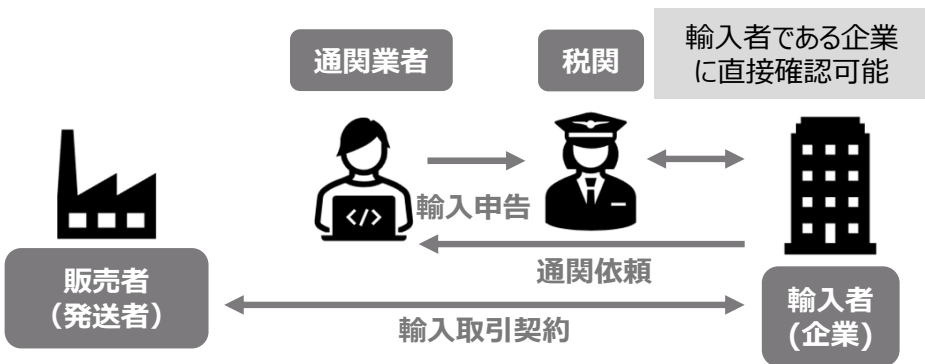 通関業者
税関
輸入者である企業
に直接確認可能
輸入申告
</>
通関依頼
販売者
（発送者）
輸入取引契約
輸入者
(企業)